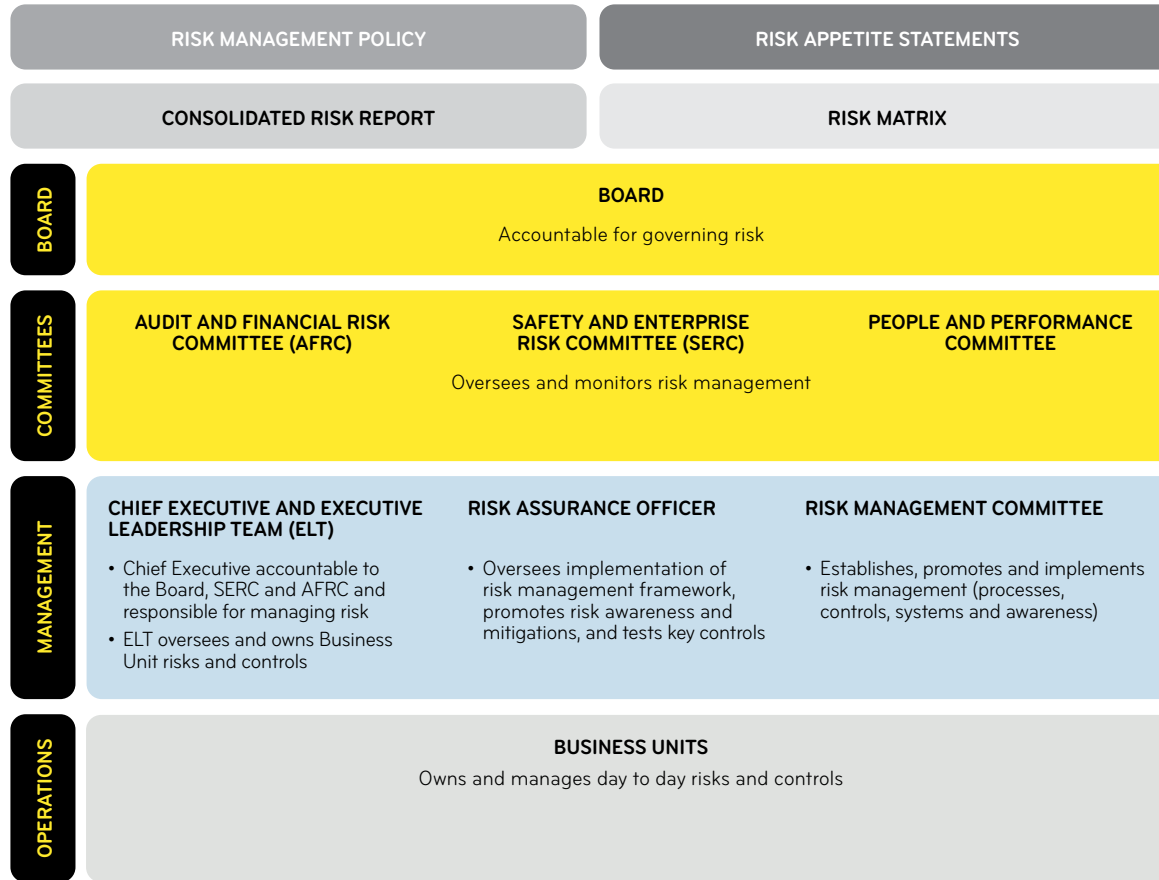 RISK MANAGEMENT POLICY
RISK APPETITE STATEMENTS
CONSOLIDATED RISK REPORT
RISK MATRIX
BOARD
BOARD
Accountable for governing risk
COMMITTEES
AUDIT AND FINANCIAL RISK
COMMITTEE (AFRC)
SAFETY AND ENTERPRISE
RISK COMMITTEE (SERC)
PEOPLE AND PERFORMANCE
COMMITTEE
Oversees and monitors risk management
MANAGEMENT
CHIEF EXECUTIVE AND EXECUTIVE
LEADERSHIP TEAM (ELT)
• Chief Executive accountable to
the Board, SERC and AFRC and
responsible for managing risk
• ELT oversees and owns Business
Unit risks and controls
RISK ASSURANCE OFFICER
• Oversees implementation of
risk management framework,
promotes risk awareness and
mitigations, and tests key controls
RISK MANAGEMENT COMMITTEE
• Establishes, promotes and implements
risk management (processes,
controls, systems and awareness)
OPERATIONS
BUSINESS UNITS
Owns and manages day to day risks and controls